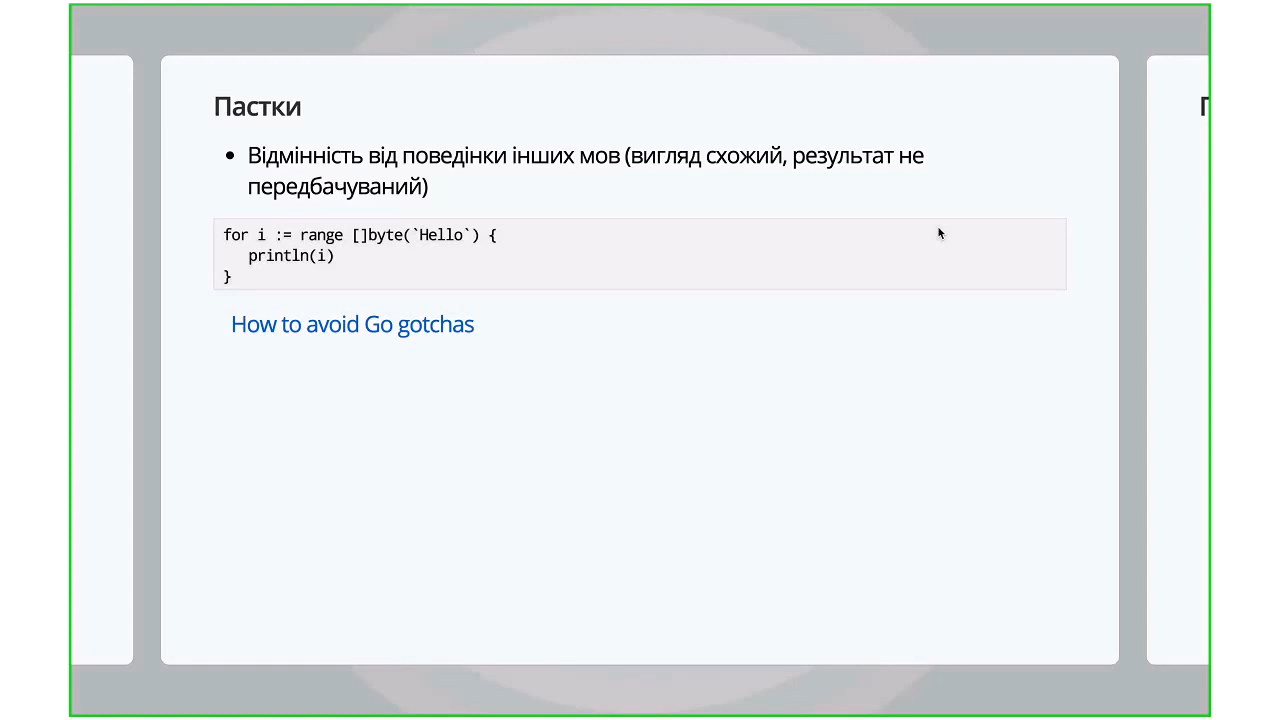 Пастки
• Відмінність від поведінки інших мов (вигляд схожий, результат не
передбачуваний)
for i := range []byte(`Hello`) {
   println(i)
}
How to avoid Go gotchas